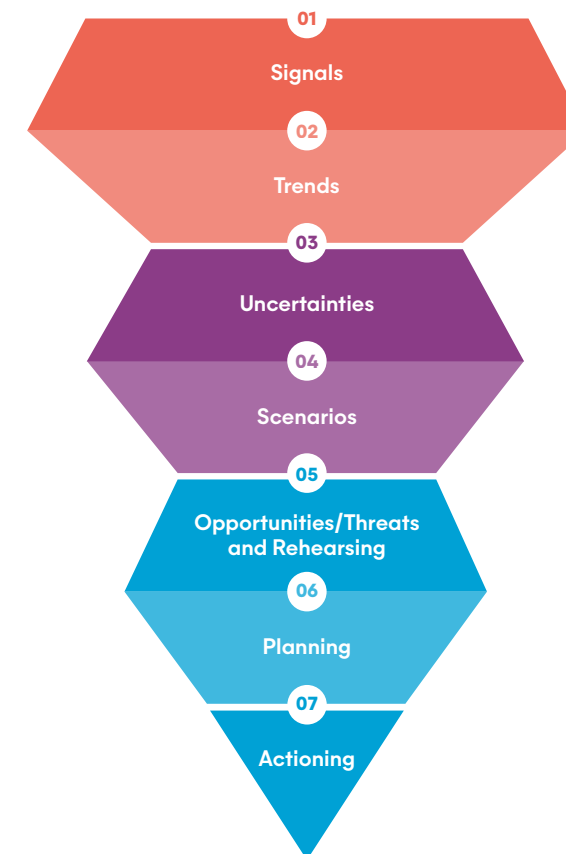 01
Signals
02
Trends
03
Uncertainties
04
Scenarios
05
Opportunities/Threats
and Rehearsing
06
Planning
07
Actioning